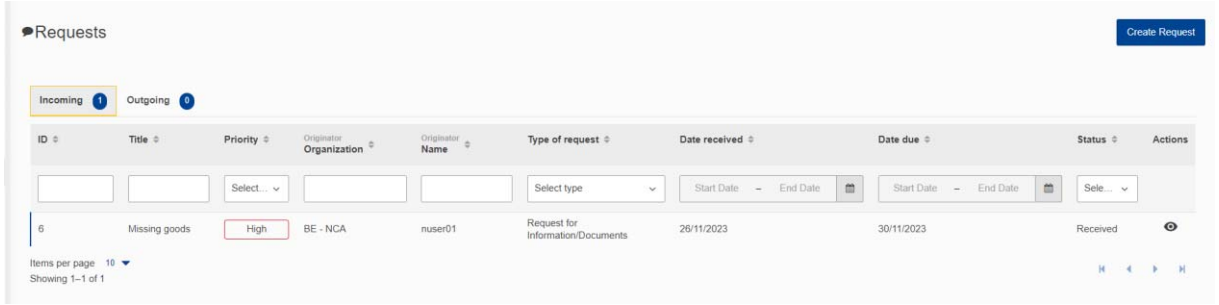 Requests
Create Request
Incoming 1 Outgoing 0
ID Title Priority Originator Organization Originator Name Type of request Date received Date due Status Actions
Select... Select type Start Date – End Date Start Date – End Date Sele...
6 Missing goods High BE - NCA nuser01 Request for Information/Documents 26/11/2023 30/11/2023 Received
Items per page 10
Showing 1–1 of 1